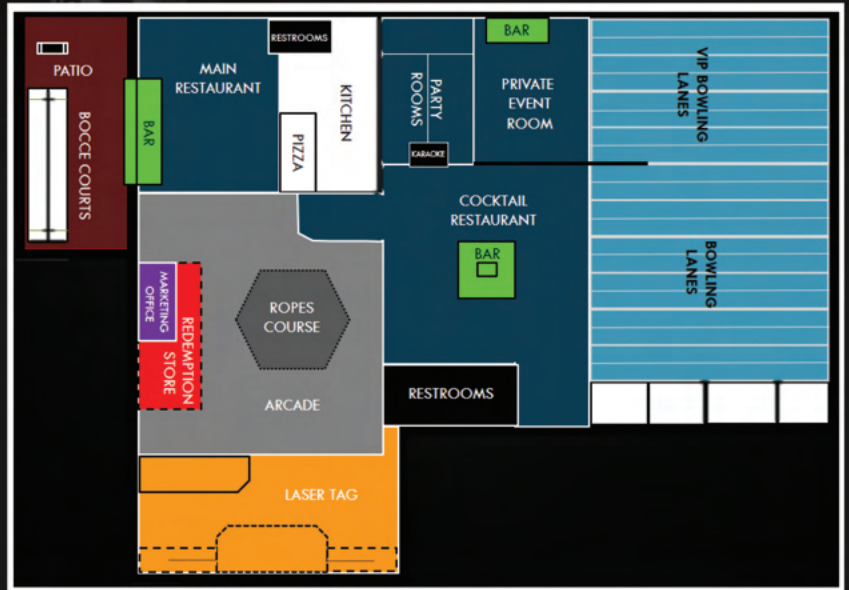 PATIO
BOCCE COURTS
BAR
MAIN
RESTAURANT
RESTROOMS
KITCHEN
PIZZA
PARTY
ROOMS
KARAOKE
BAR
PRIVATE
EVENT
ROOM
VIP BOWLING
LANES
COCKTAIL
RESTAURANT
BAR
BOWLING
LANES
MARKETING
OFFICE
REDEMPTION
STORE
ROPES
COURSE
ARCADE
RESTROOMS
LASER TAG